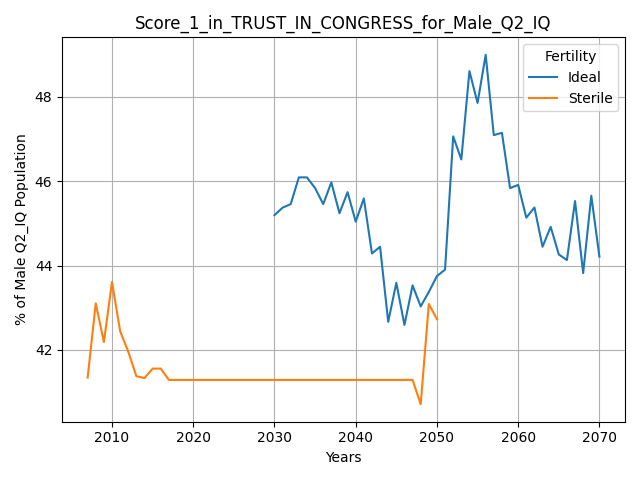 Score_1_in_TRUST_IN_CONGRESS_for_Male_Q2_IQ
% of Male Q2_IQ Population
48
46
44
42
Fertility
Ideal
Sterile
2010 2020 2030 2040 2050 2060 2070
Years